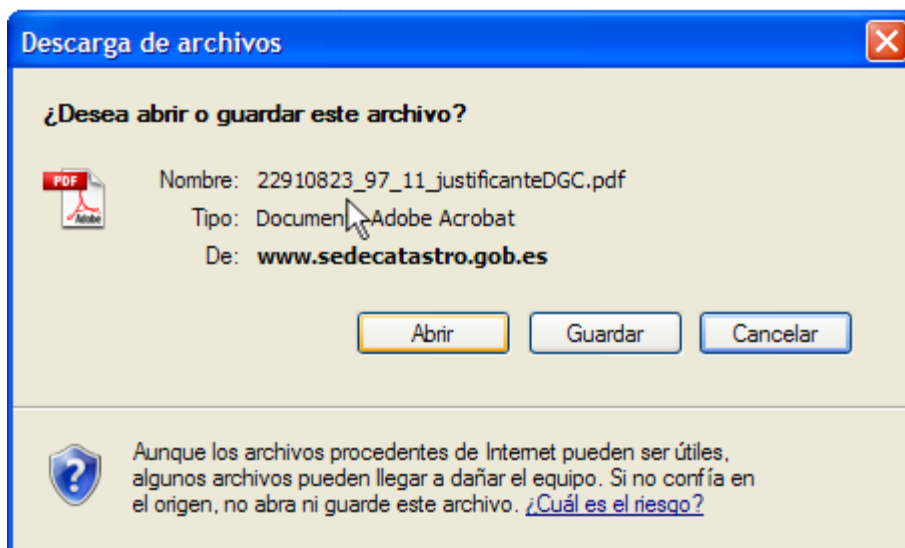 Descarga de archivos
¿Desea abrir o guardar este archivo?
PDF
Adobe
Nombre: 22910823_97_11_justificanteDGC.pdf
Tipo: Documen Adobe Acrobat
De: www.sedecatastro.gob.es
Abrir Guardar Cancelar
Aunque los archivos procedentes de Internet pueden ser útiles,
algunos archivos pueden llegar a dañar el equipo. Si no confía en
el origen, no abra ni guarde este archivo. ¿Cuál es el riesgo?